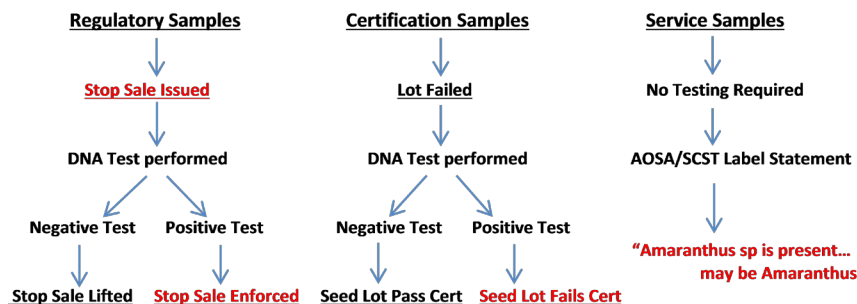 Regulatory Samples
Certification Samples
Service Samples
Stop Sale Issued
Lot Failed
No Testing Required
DNA Test performed
DNA Test performed
AOSA/SCST Label Statement
Negative Test
Positive Test
Negative Test
Positive Test
“Amaranthus sp is present...
may be Amaranthus
Stop Sale Lifted
Stop Sale Enforced
Seed Lot Pass Cert
Seed Lot Fails Cert